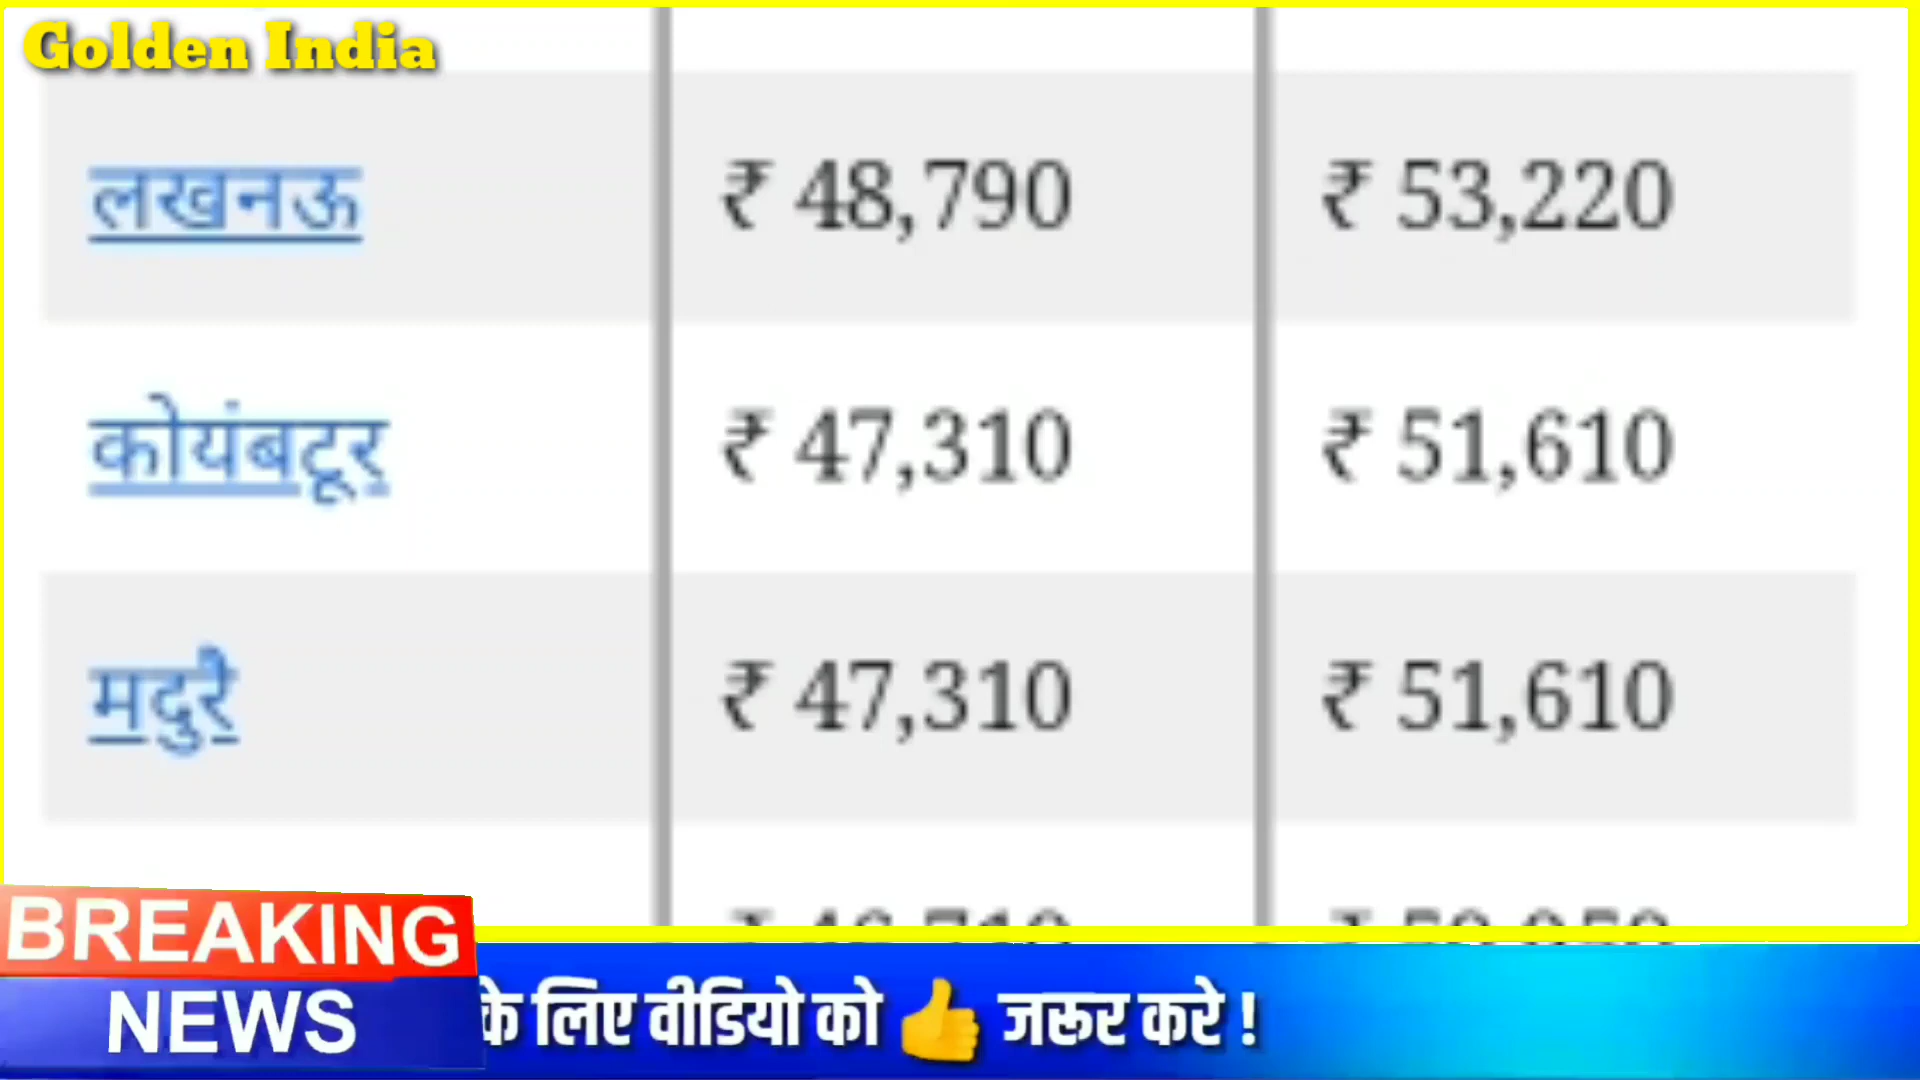 Golden India
लखनऊ ₹ 48,790 ₹ 53,220
कोयंबटूर ₹ 47,310 ₹ 51,610
मदुरै ₹ 47,310 ₹ 51,610
BREAKING
NEWS
के लिए वीडियो को 👍 जरूर करे !